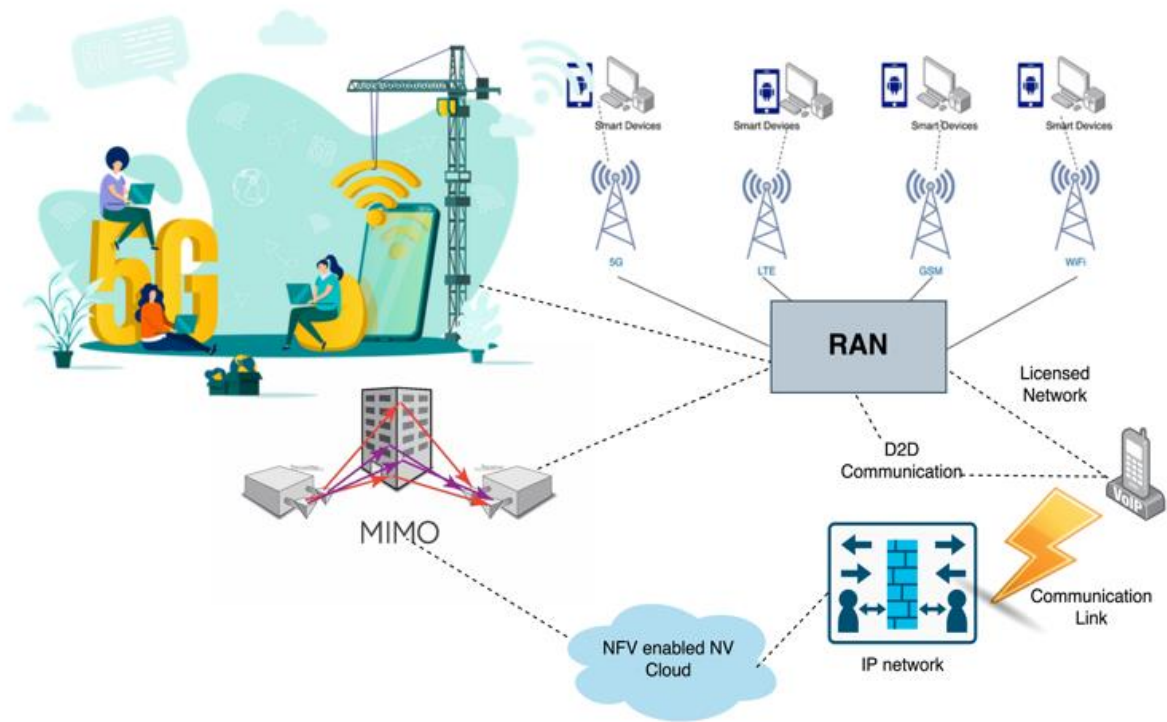 5G
Smart Devices
Smart Devices
Smart Devices
Smart Devices
5G
LTE
GSM
WiFi
RAN
Licensed
Network
D2D
Communication
VoIP
MIMO
Communication
Link
NFV enabled NV
Cloud
IP network